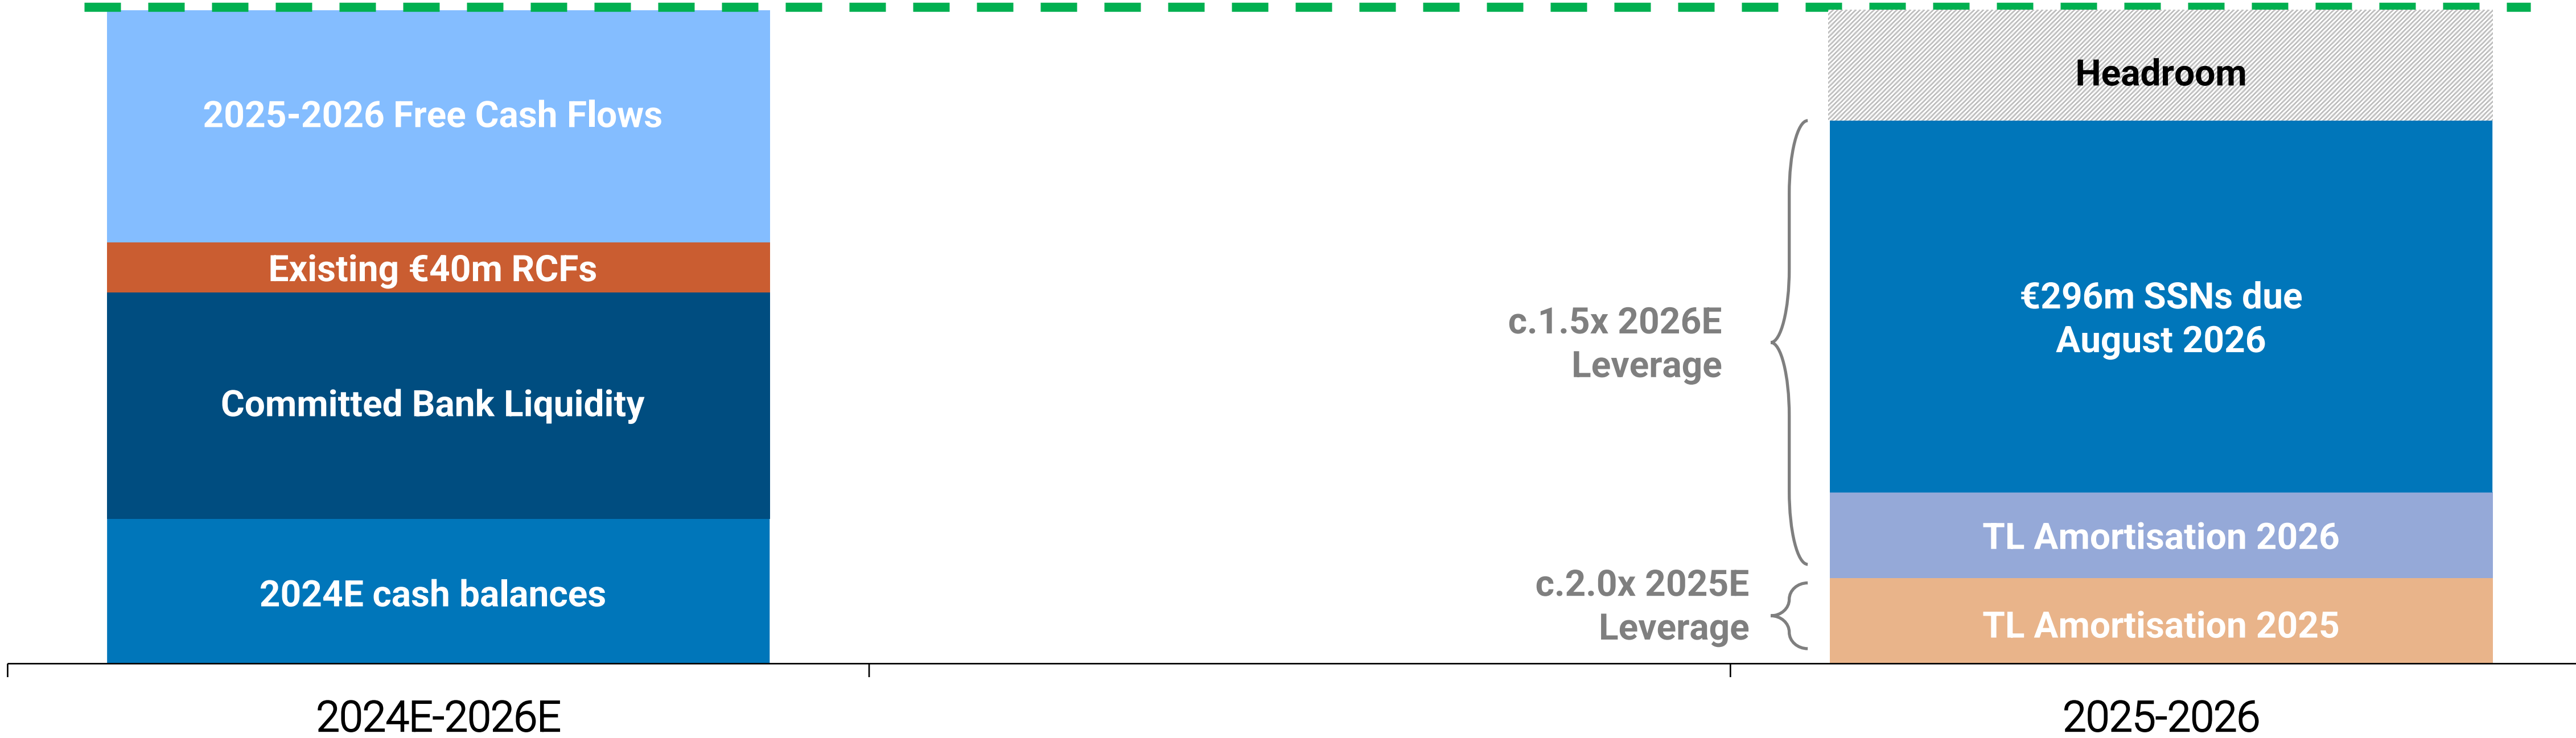 2025-2026 Free Cash Flows
Existing €40m RCFs
Committed Bank Liquidity
2024E cash balances
2024E-2026E
c.1.5x 2026E
Leverage
c.2.0x 2025E
Leverage
Headroom
€296m SSNs due
August 2026
TL Amortisation 2026
TL Amortisation 2025
2025-2026